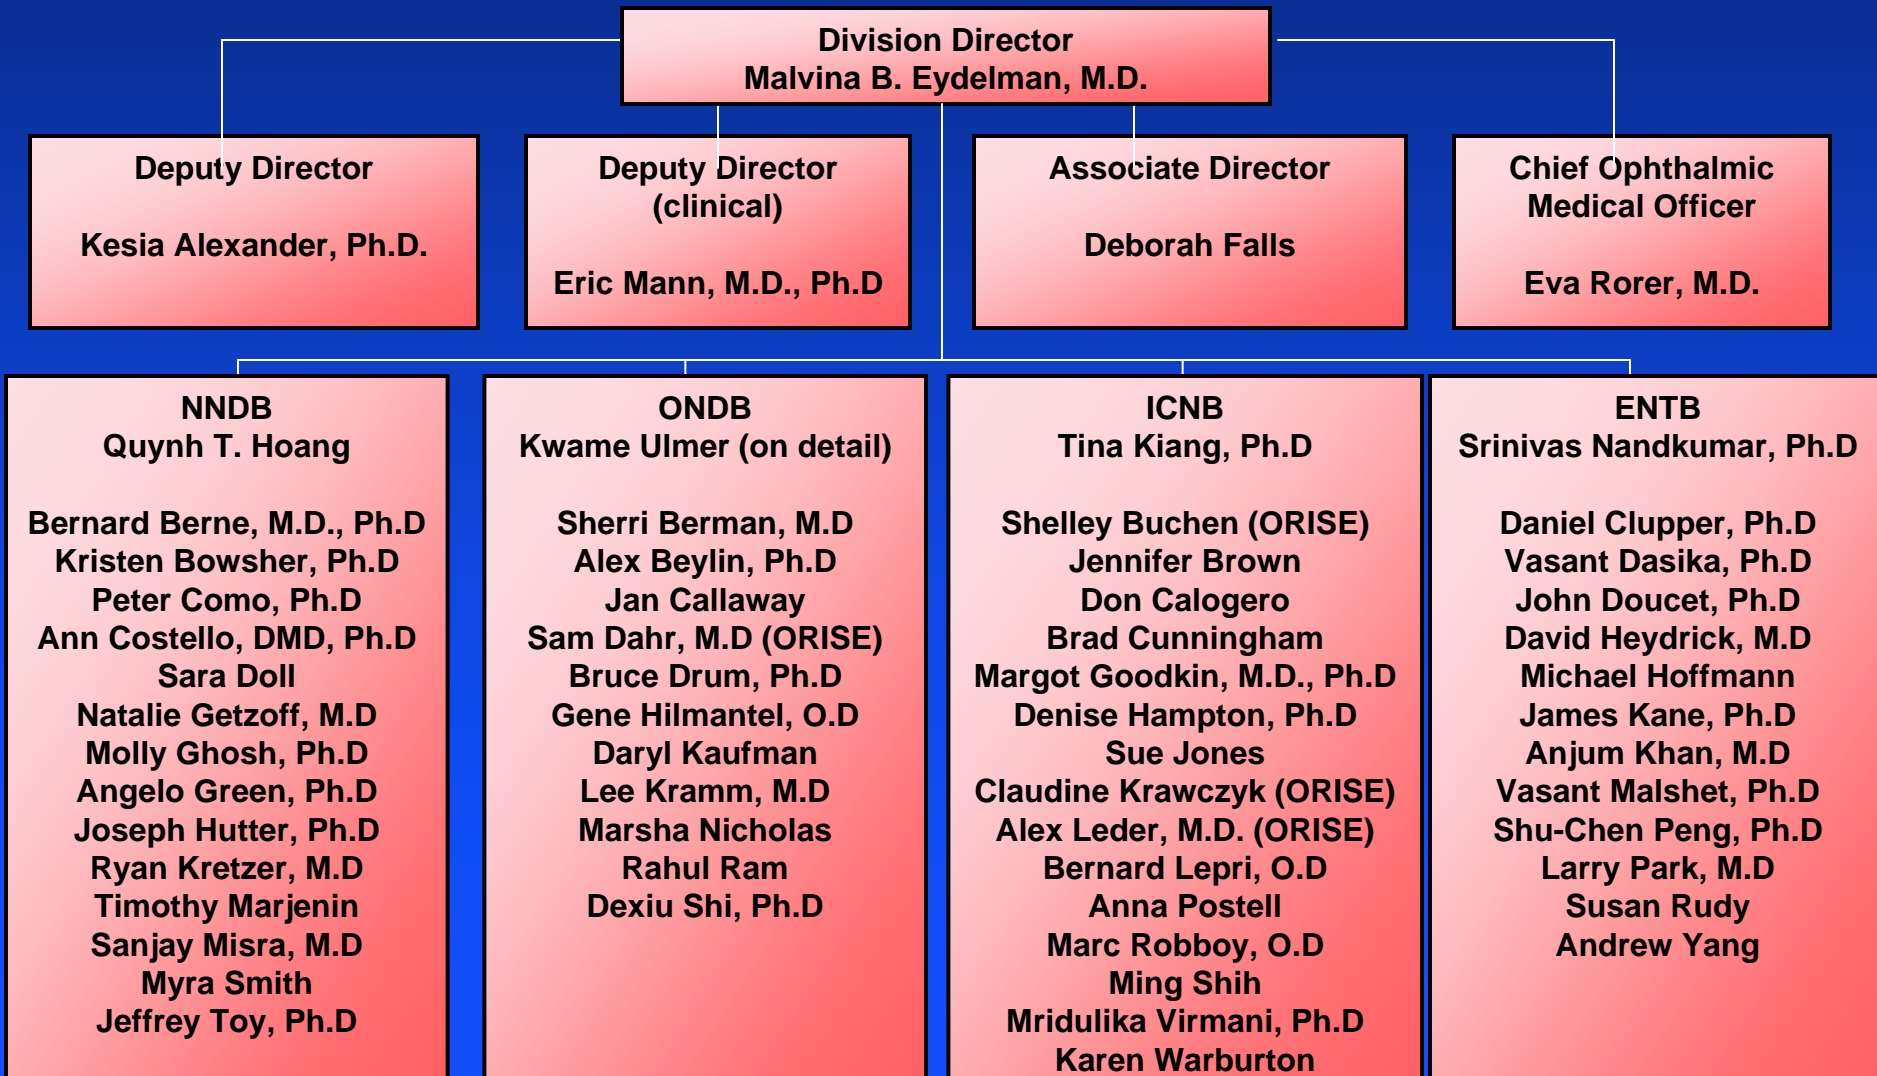 Division Director
Malvina B. Eydelman, M.D.
Deputy Director
Kesia Alexander, Ph.D.
Deputy Director
(clinical)
Eric Mann, M.D., Ph.D
Associate Director
Deborah Falls
Chief Ophthalmic
Medical Officer
Eva Rorer, M.D.
NNDB
Quynh T. Hoang
Bernard Berne, M.D., Ph.D
Kristen Bowsher, Ph.D
Peter Como, Ph.D
Ann Costello, DMD, Ph.D
Sara Doll
Natalie Getzoff, M.D
Molly Ghosh, Ph.D
Angelo Green, Ph.D
Joseph Hutter, Ph.D
Ryan Kretzer, M.D
Timothy Marjenin
Sanjay Misra, M.D
Myra Smith
Jeffrey Toy, Ph.D
ONDB
Kwame Ulmer (on detail)
Sherri Berman, M.D
Alex Beylin, Ph.D
Jan Callaway
Sam Dahr, M.D (ORISE)
Bruce Drum, Ph.D
Gene Hilmantel, O.D
Daryl Kaufman
Lee Kramm, M.D
Marsha Nicholas
Rahul Ram
Dexiu Shi, Ph.D
ICNB
Tina Kiang, Ph.D
Shelley Buchen (ORISE)
Jennifer Brown
Don Calogero
Brad Cunningham
Margot Goodkin, M.D., Ph.D
Denise Hampton, Ph.D
Sue Jones
Claudine Krawczyk (ORISE)
Alex Leder, M.D. (ORISE)
Bernard Lepri, O.D
Anna Postell
Marc Robboy, O.D
Ming Shih
Mridulika Virmani, Ph.D
Karen Warburton
ENTB
Srinivas Nandkumar, Ph.D
Daniel Clupper, Ph.D
Vasant Dasika, Ph.D
John Doucet, Ph.D
David Heydrick, M.D
Michael Hoffmann
James Kane, Ph.D
Anjum Khan, M.D
Vasant Malshet, Ph.D
Shu-Chen Peng, Ph.D
Larry Park, M.D
Susan Rudy
Andrew Yang